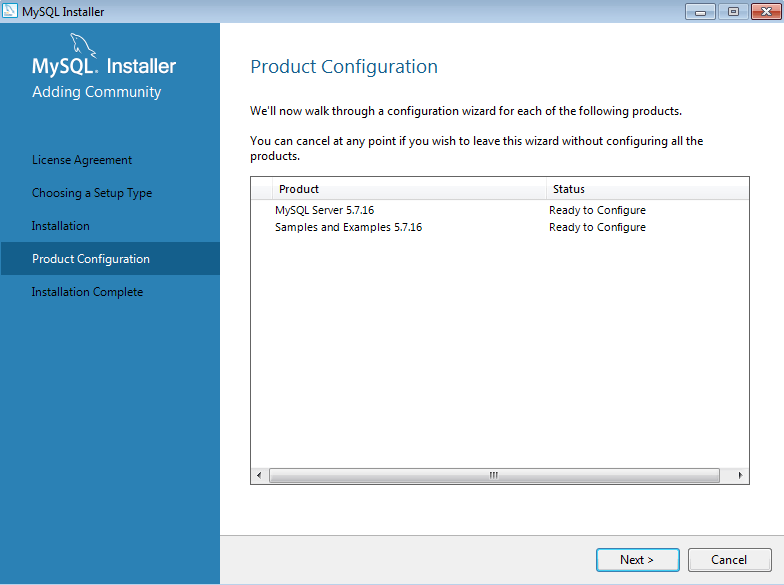 MySQL Installer
MySQL. Installer
Adding Community
License Agreement
Choosing a Setup Type
Installation
Product Configuration
Installation Complete
Product Configuration
We'll now walk through a configuration wizard for each of the following products.
You can cancel at any point if you wish to leave this wizard without configuring all the
products.
Product Status
MySQL Server 5.7.16 Ready to Configure
Samples and Examples 5.7.16 Ready to Configure
Next > Cancel